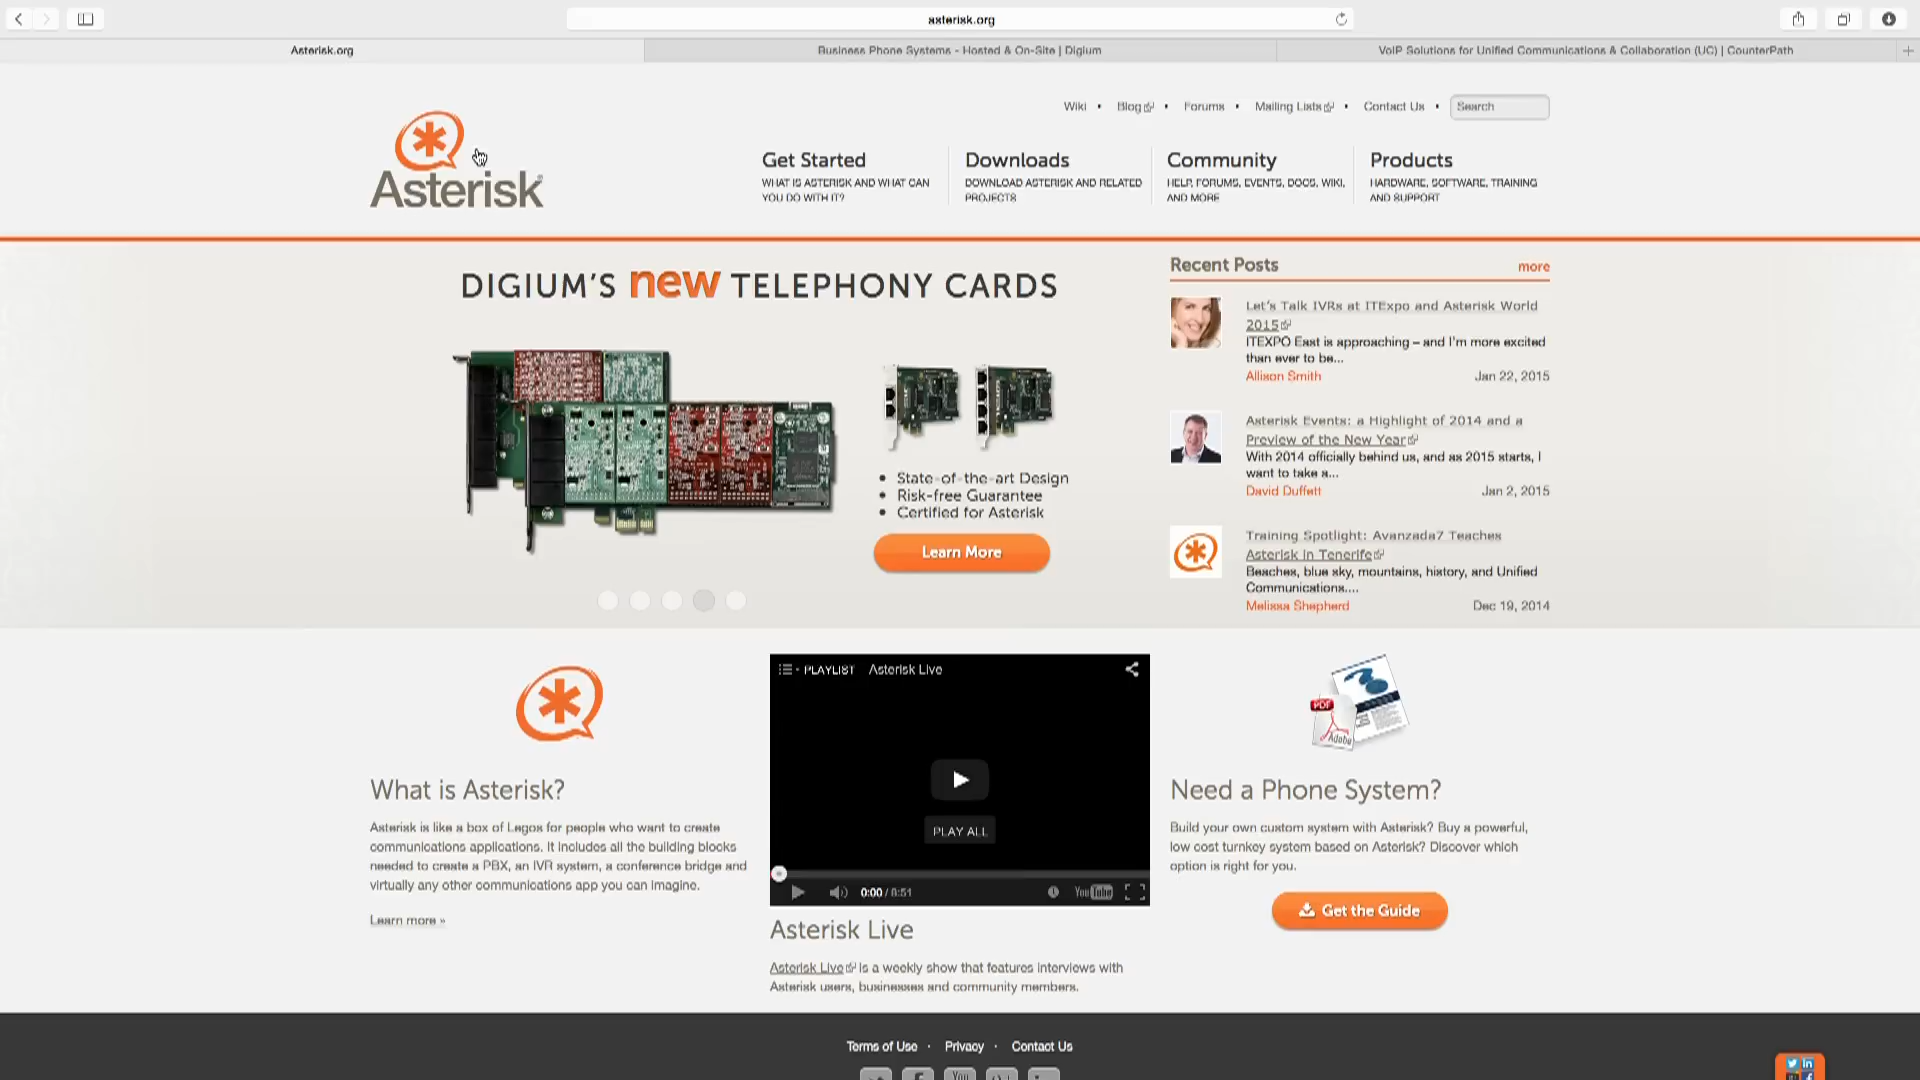 asterisk.org
Asterisk.org
Business Phone Systems - Hosted & On-Site | Digium
VoIP Solutions for Unified Communications & Collaboration (UC) | CounterPath
Wiki • Blog • Forums • Mailing Lists • Contact Us • Search
Asterisk
Get Started
WHAT IS ASTERISK AND WHAT CAN
YOU DO WITH IT?
Downloads
DOWNLOAD ASTERISK AND RELATED
PROJECTS
Community
HELP, FORUMS, EVENTS, DOCS, WIKI,
AND MORE
Products
HARDWARE, SOFTWARE, TRAINING
AND SUPPORT
DIGIUM'S new TELEPHONY CARDS
• State-of-the-art Design
• Risk-free Guarantee
• Certified for Asterisk
Learn More
Recent Posts
more
Let's Talk IVRs at ITExpo and Asterisk World
2015
ITEXPO East is approaching – and I'm more excited
than ever to be...
Allison Smith Jan 22, 2015
Asterisk Events: a Highlight of 2014 and a
Preview of the New Year
With 2014 officially behind us, and as 2015 starts, I
want to take a...
David Duffett Jan 2, 2015
Training Spotlight: Avanzada7 Teaches
Asterisk in Tenerife
Beaches, blue sky, mountains, history, and Unified
Communications....
Melissa Shepherd Dec 19, 2014
What is Asterisk?
Asterisk is like a box of Legos for people who want to create
communications applications. It includes all the building blocks
needed to create a PBX, an IVR system, a conference bridge and
virtually any other communications app you can imagine.
Learn more »
PLAYLIST Asterisk Live
PLAY ALL
0:00 / 8:51
YouTube
Asterisk Live
Asterisk Live is a weekly show that features interviews with
Asterisk users, businesses and community members.
PDF
Adobe
Need a Phone System?
Build your own custom system with Asterisk? Buy a powerful,
low cost turnkey system based on Asterisk? Discover which
option is right for you.
Get the Guide
Terms of Use · Privacy · Contact Us
You
in